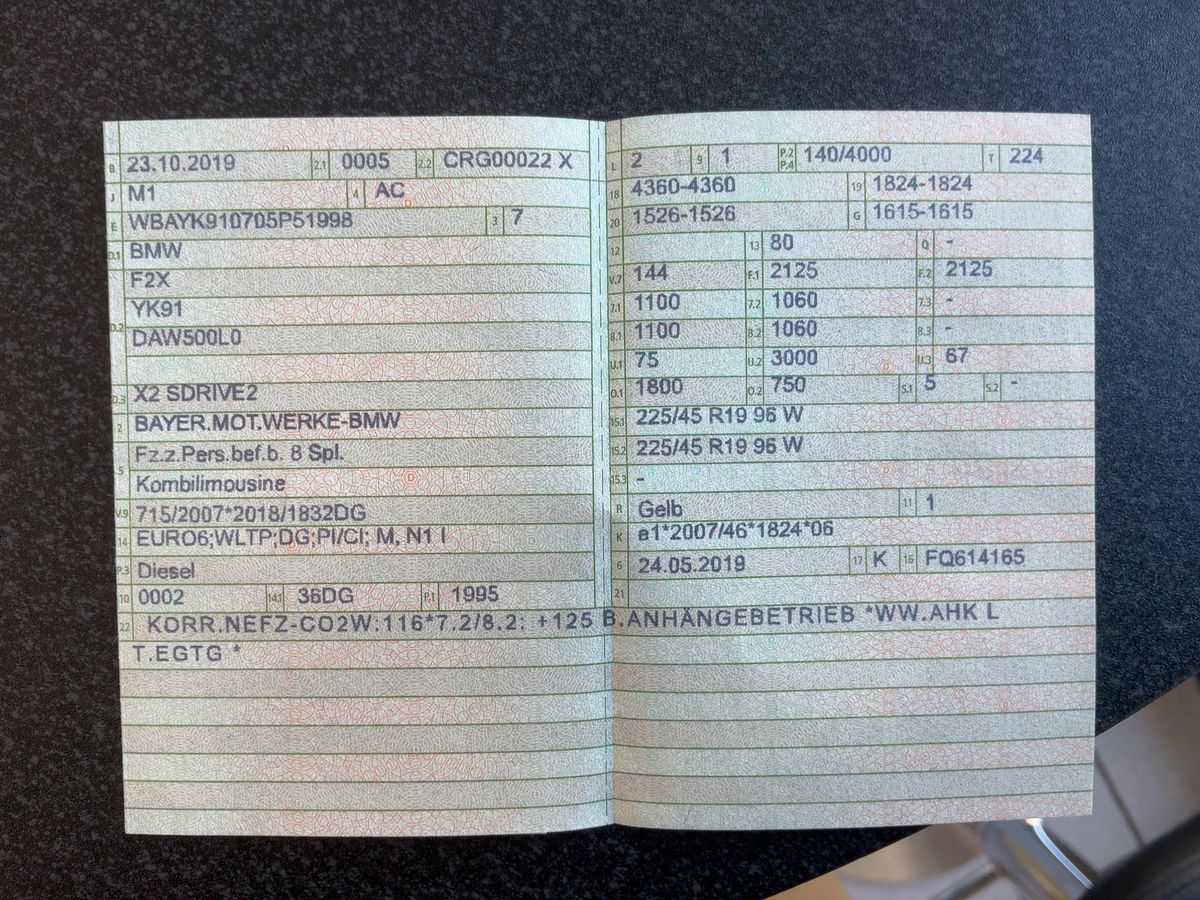 B 23.10.2019 2.1 0005 2.2 CRG00022 X
J M1 4 AC
E WBAYK910705P51998 3 7
D.1 BMW
F2X
D.2 YK91
DAW500L0
D.3 X2 SDRIVE2
2 BAYER.MOT.WERKE-BMW
5 Fz.z.Pers.bef.b. 8 Spl.
Kombilimousine
V.9 715/2007*2018/1832DG
14 EURO6;WLTP;DG;PI/CI; M, N1 I
P.3 Diesel
10 0002 14.1 36DG P.1 1995
L 2 9 1 P.2 P.4 140/4000 T 224
18 4360-4360 19 1824-1824
20 1526-1526 G 1615-1615
12 13 80 Q -
V.7 144 F.1 2125 F.2 2125
7.1 1100 7.2 1060 7.3 -
8.1 1100 8.2 1060 8.3 -
U.1 75 U.2 3000 U.3 67
O.1 1800 O.2 750 S.1 5 S.2 -
15.1 225/45 R19 96 W
15.2 225/45 R19 96 W
15.3 -
R Gelb 11 1
K e1*2007/46*1824*06
6 24.05.2019 17 K 16 FQ614165
21
22 KORR.NEFZ-CO2W:116*7.2/8.2: +125 B.ANHÄNGEBETRIEB *WW.AHK L
T.EGTG *